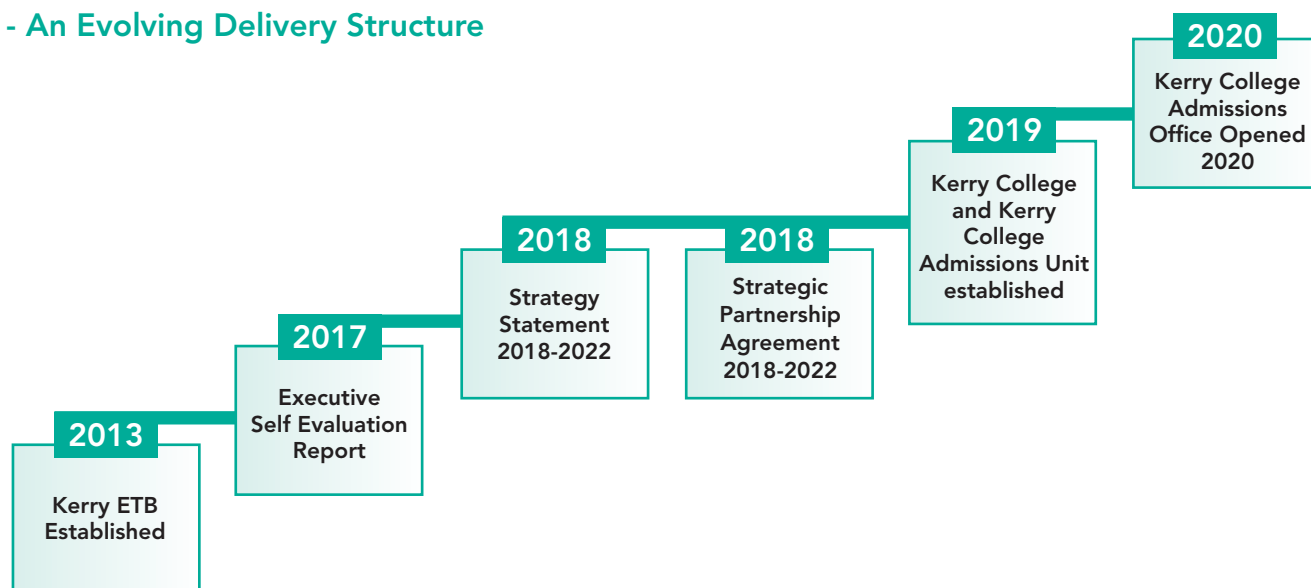 - An Evolving Delivery Structure
2013
Kerry ETB
Established
2017
Executive
Self Evaluation
Report
2018
Strategy
Statement
2018-2022
2018
Strategic
Partnership
Agreement
2018-2022
2019
Kerry College
and Kerry
College
Admissions Unit
established
2020
Kerry College
Admissions
Office Opened
2020